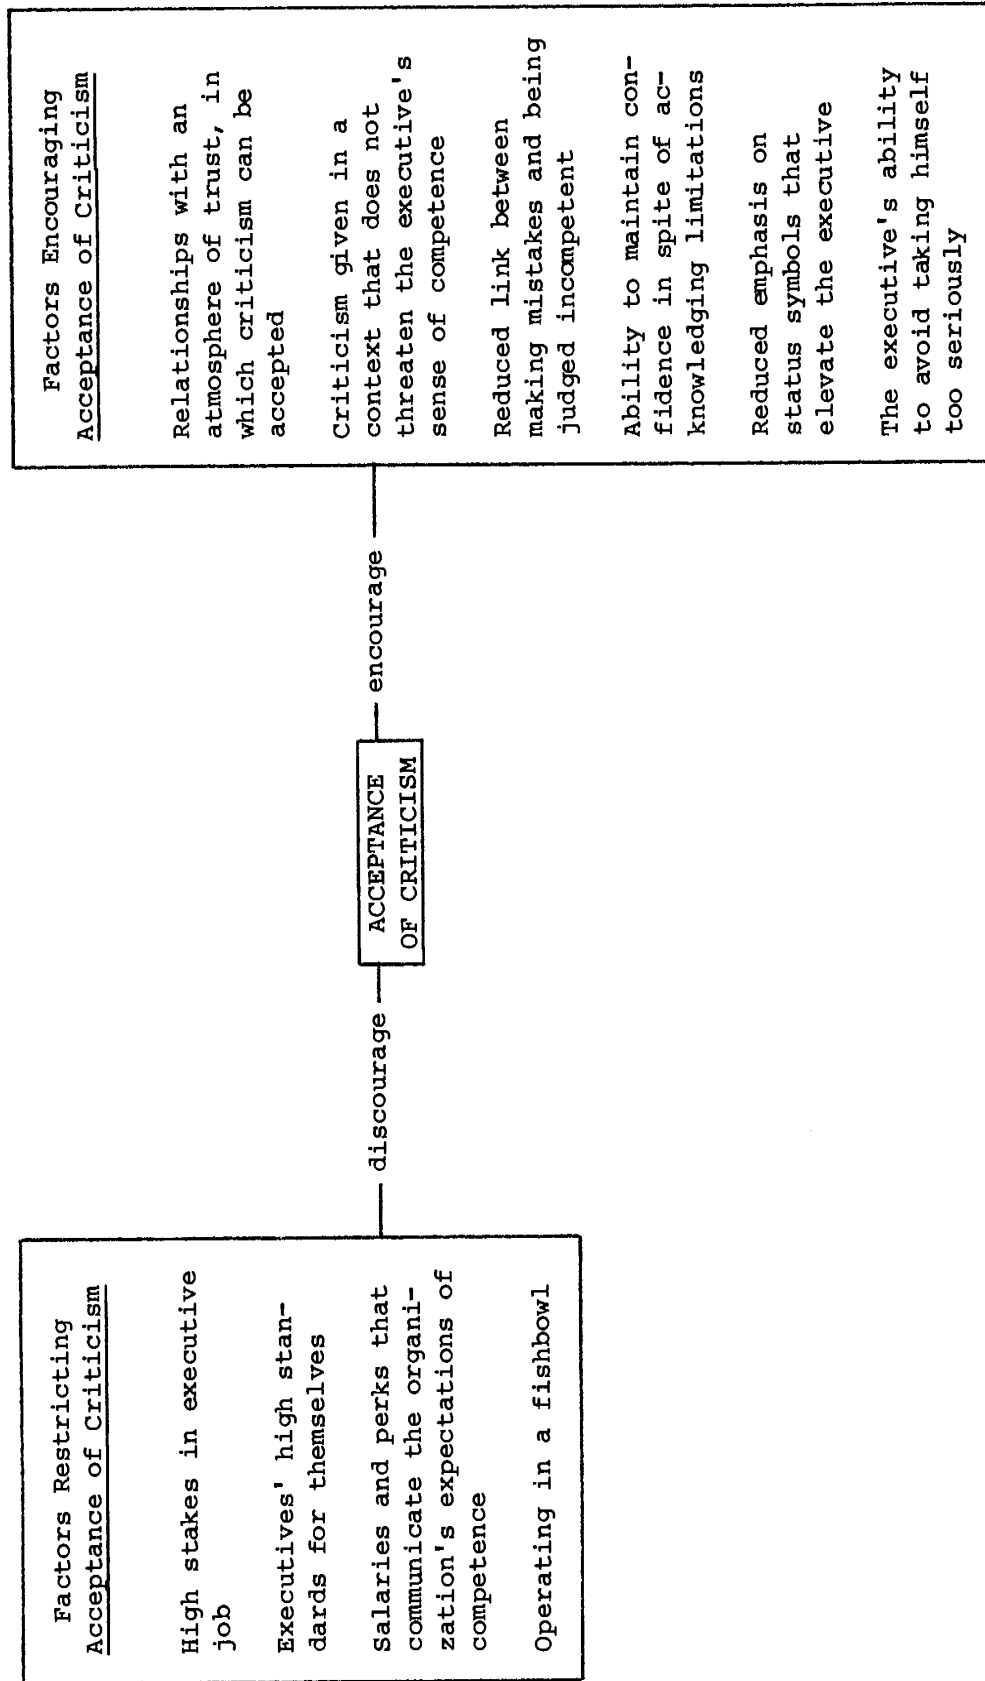 Factors Restricting
Acceptance of Criticism
High stakes in executive
job
Executives' high stan-
dards for themselves
Salaries and perks that
communicate the organi-
zation's expectations of
competence
Operating in a fishbowl
discourage
ACCEPTANCE
OF CRITICISM
encourage
Factors Encouraging
Acceptance of Criticism
Relationships with an
atmosphere of trust, in
which criticism can be
accepted
Criticism given in a
context that does not
threaten the executive's
sense of competence
Reduced link between
making mistakes and being
judged incompetent
Ability to maintain con-
fidence in spite of ac-
knowledging limitations
Reduced emphasis on
status symbols that
elevate the executive
The executive's ability
to avoid taking himself
too seriously